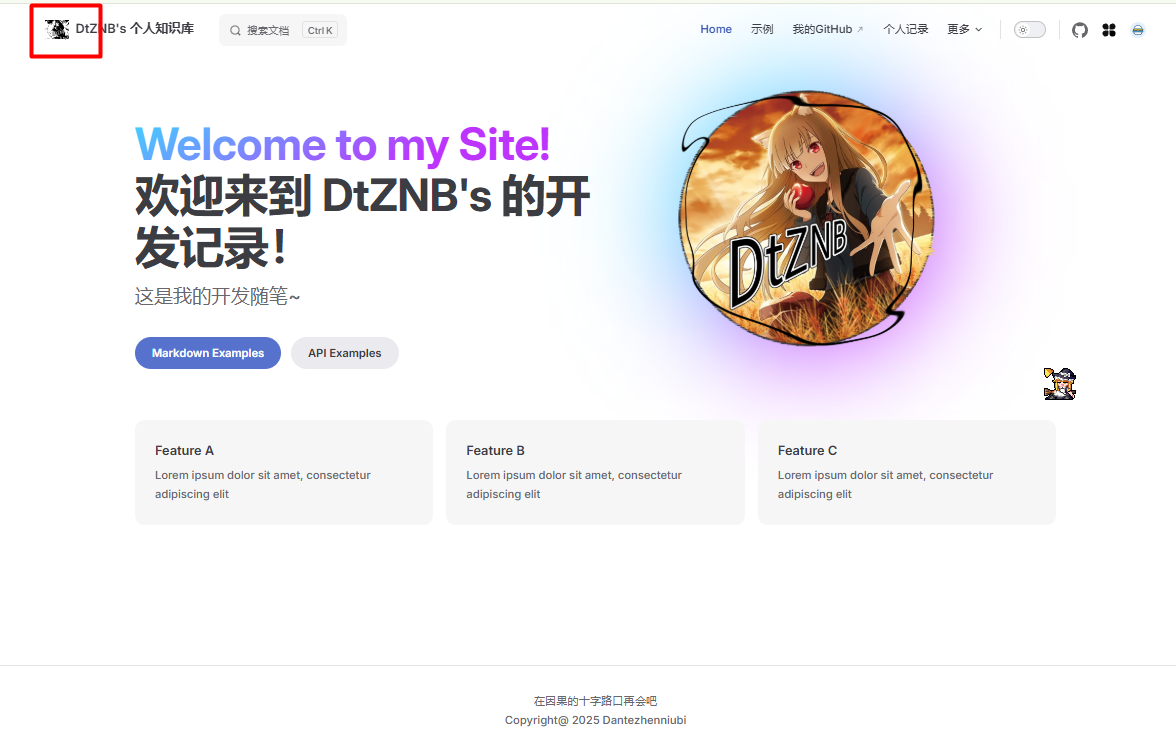 DtZNB's 个人知识库
搜索文档 Ctrl K
Home 示例 我的GitHub 个人记录 更多
Welcome to my Site!
欢迎来到 DtZNB's 的开
发记录！
这是我的开发随笔~
DtZNB
Markdown Examples API Examples
Feature A
Lorem ipsum dolor sit amet, consectetur
adipiscing elit
Feature B
Lorem ipsum dolor sit amet, consectetur
adipiscing elit
Feature C
Lorem ipsum dolor sit amet, consectetur
adipiscing elit
在因果的十字路口再会吧
Copyright@ 2025 Dantezhenniubi